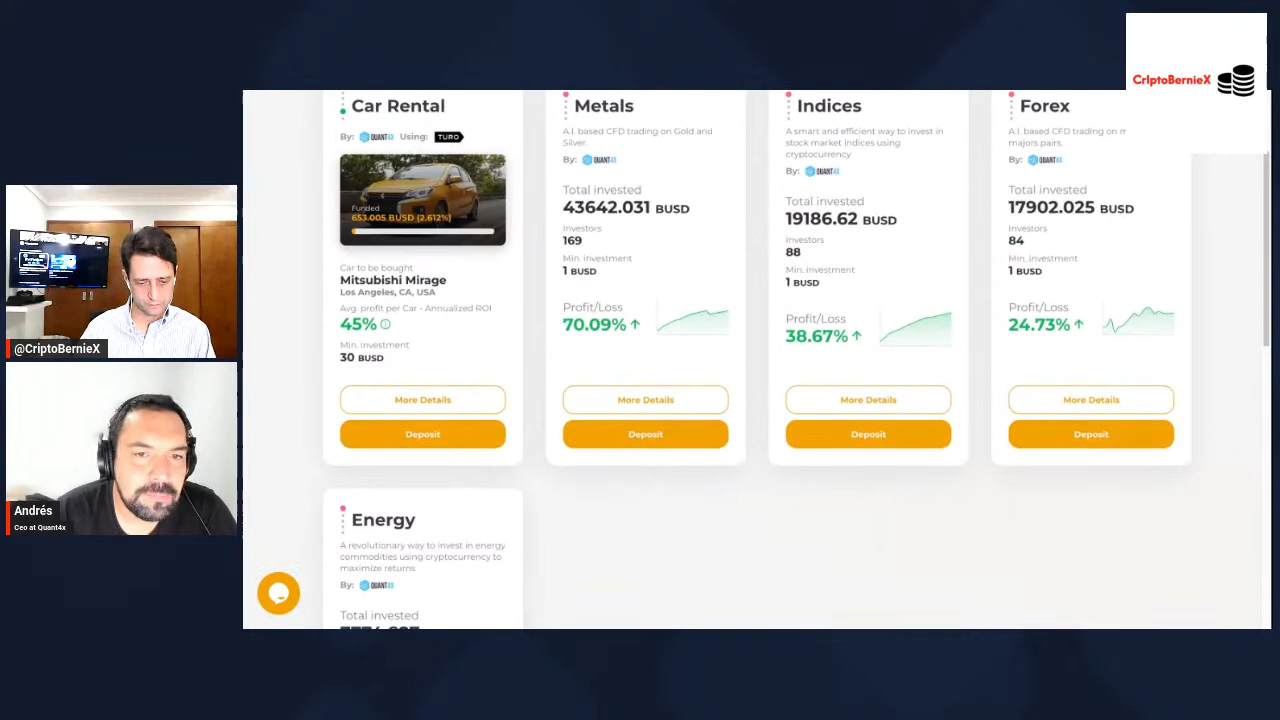 CrIptoBernieX
Car Rental
By: QUANT4X Using: TURO
Funded
653.005 BUSD (2.612%)
Car to be bought
Mitsubishi Mirage
Los Angeles, CA, USA
Avg. profit per Car - Annualized ROI
45%
Min. investment
30 BUSD
More Details
Deposit
Metals
A.I. based CFD trading on Gold and
Silver.
By: QUANT4X
Total invested
43642.031 BUSD
Investors
169
Min. investment
1 BUSD
Profit/Loss
70.09%
More Details
Deposit
Indices
A smart and efficient way to invest in
stock market indices using
cryptocurrency
By: QUANT4X
Total invested
19186.62 BUSD
Investors
88
Min. investment
1 BUSD
Profit/Loss
38.67%
More Details
Deposit
Forex
A.I. based CFD trading on m
majors pairs.
By: QUANT4X
Total invested
17902.025 BUSD
Investors
84
Min. investment
1 BUSD
Profit/Loss
24.73%
More Details
Deposit
Energy
A revolutionary way to invest in energy
commodities using cryptocurrency to
maximize returns
By: QUANT4X
Total invested
@CriptoBernieX
Andrés
Ceo at Quant4x